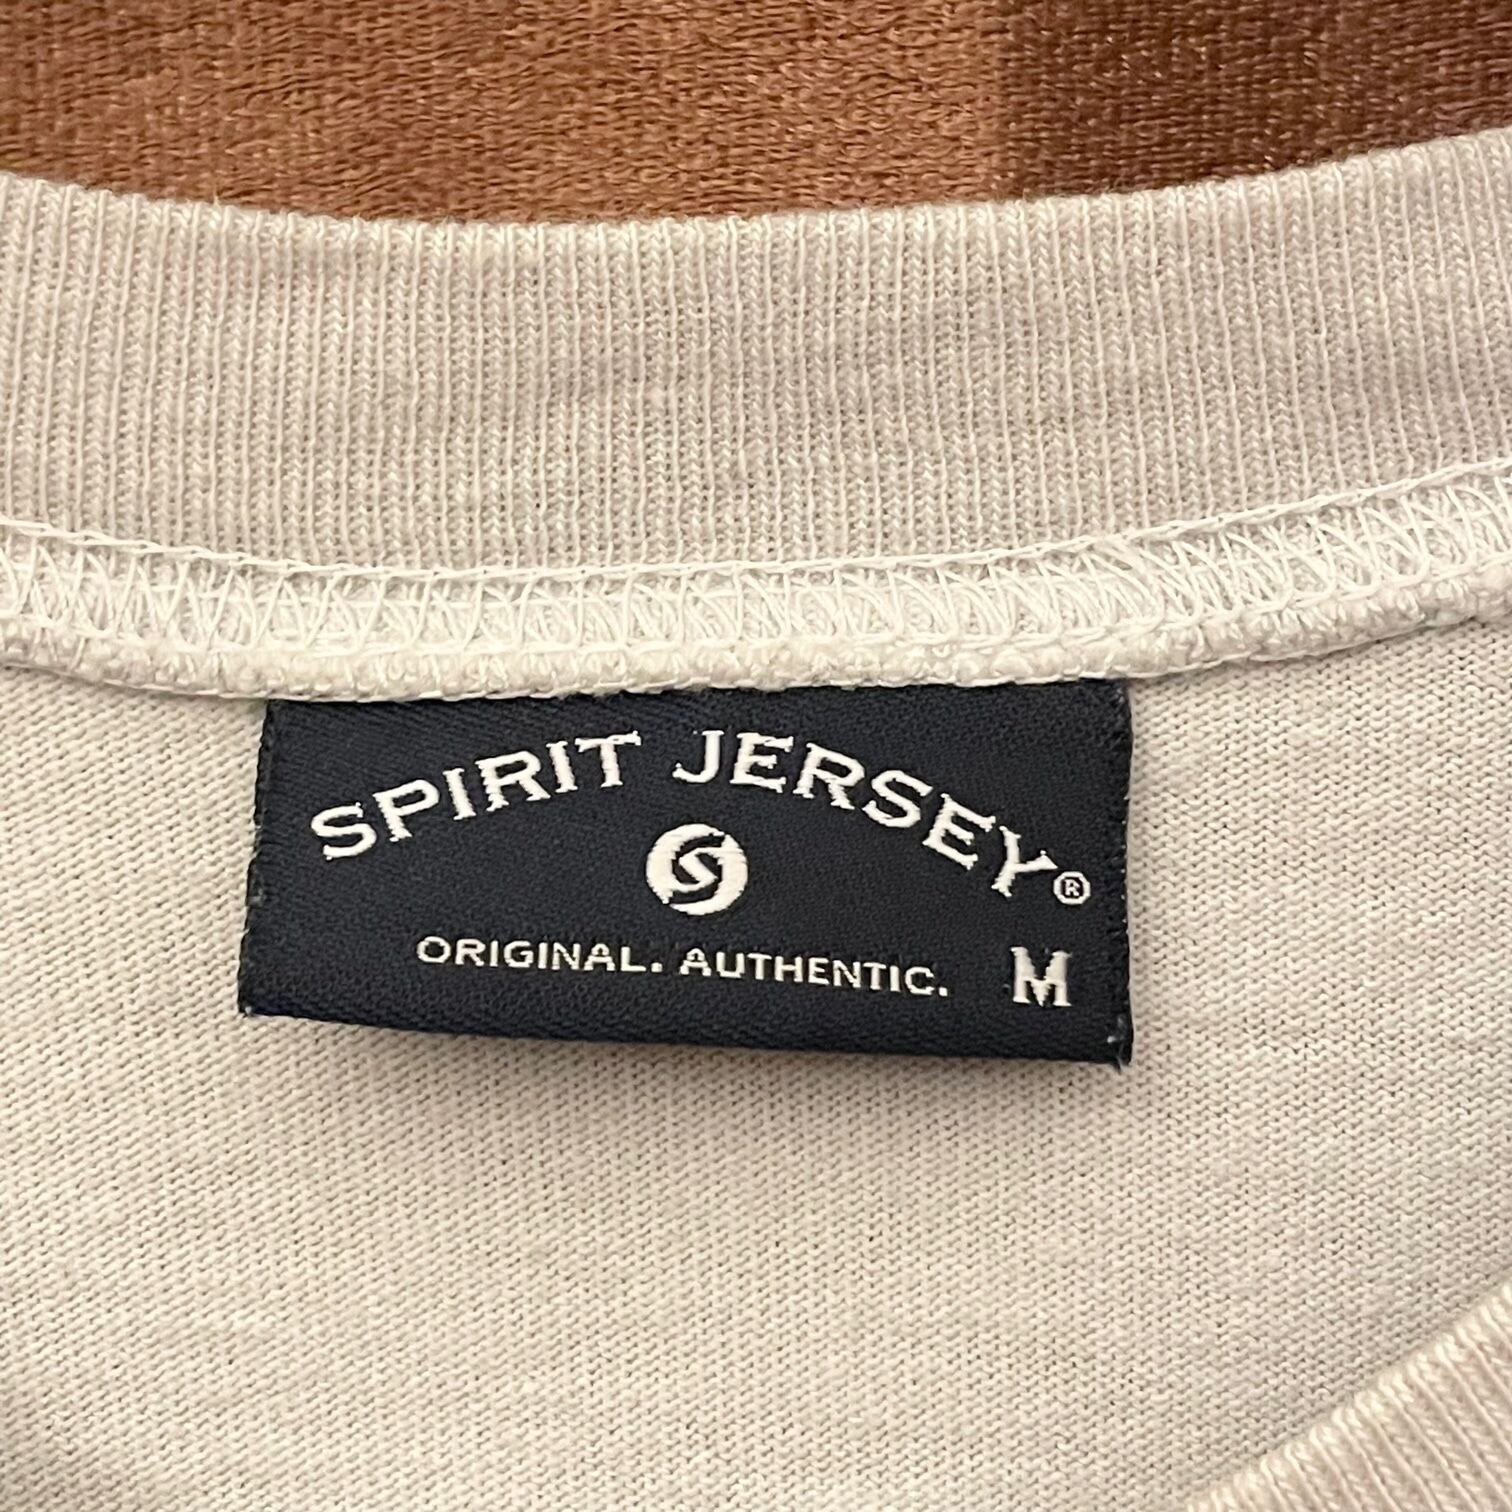 SPIRIT JERSEY®
S
ORIGINAL. AUTHENTIC. M